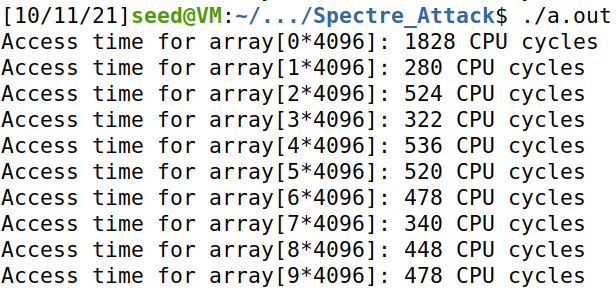 [10/11/21]seed@VM:~/.../Spectre_Attack$ ./a.out
Access time for array[0*4096]: 1828 CPU cycles
Access time for array[1*4096]: 280 CPU cycles
Access time for array[2*4096]: 524 CPU cycles
Access time for array[3*4096]: 322 CPU cycles
Access time for array[4*4096]: 536 CPU cycles
Access time for array[5*4096]: 520 CPU cycles
Access time for array[6*4096]: 478 CPU cycles
Access time for array[7*4096]: 340 CPU cycles
Access time for array[8*4096]: 448 CPU cycles
Access time for array[9*4096]: 478 CPU cycles